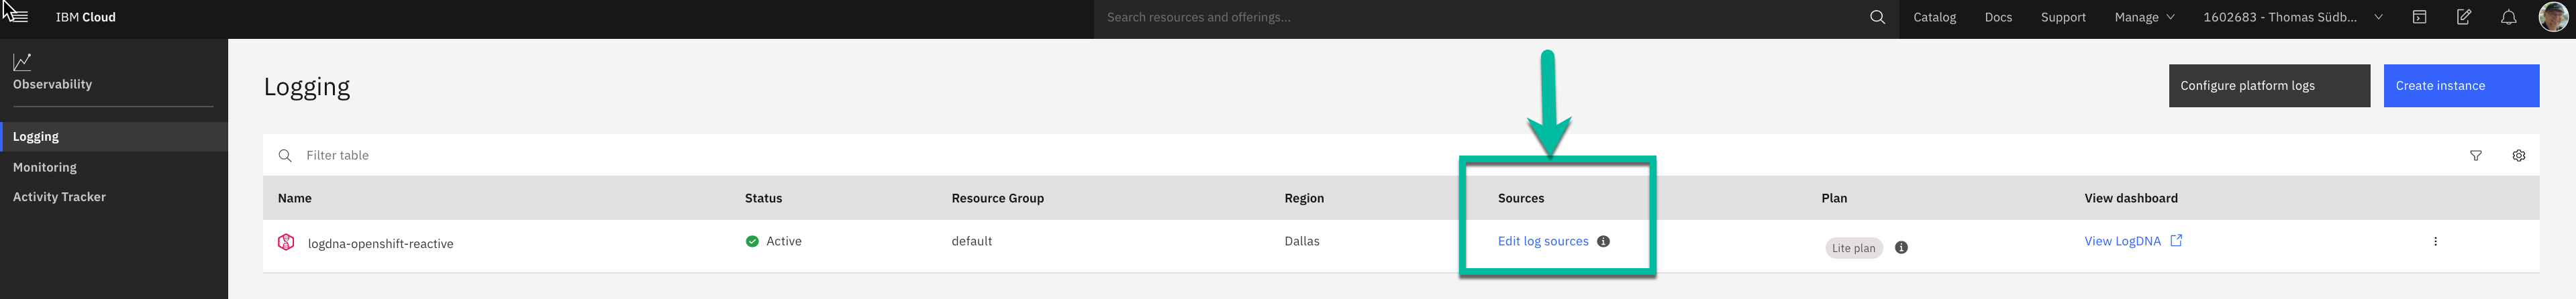 IBM Cloud
Search resources and offerings...
Catalog
Docs
Support
Manage
1602683 - Thomas Südb...
Observability
Logging
Monitoring
Activity Tracker
Logging
Configure platform logs
Create instance
Filter table
Name
Status
Resource Group
Region
Sources
Plan
View dashboard
logdna-openshift-reactive
Active
default
Dallas
Edit log sources
Lite plan
View LogDNA